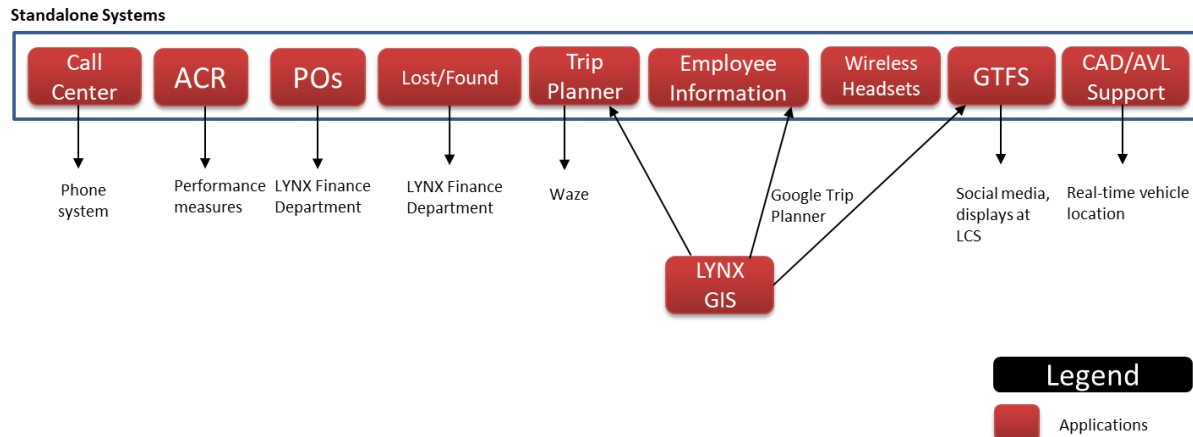 Standalone Systems
Call
Center
ACR
POs
Lost/Found
Trip
Planner
Employee
Information
Wireless
Headsets
GTFS
CAD/AVL
Support
Phone
system
Performance
measures
LYNX Finance
Department
LYNX Finance
Department
Waze
Google Trip
Planner
Social media,
displays at
LCS
Real-time vehicle
location
LYNX
GIS
Legend
Applications